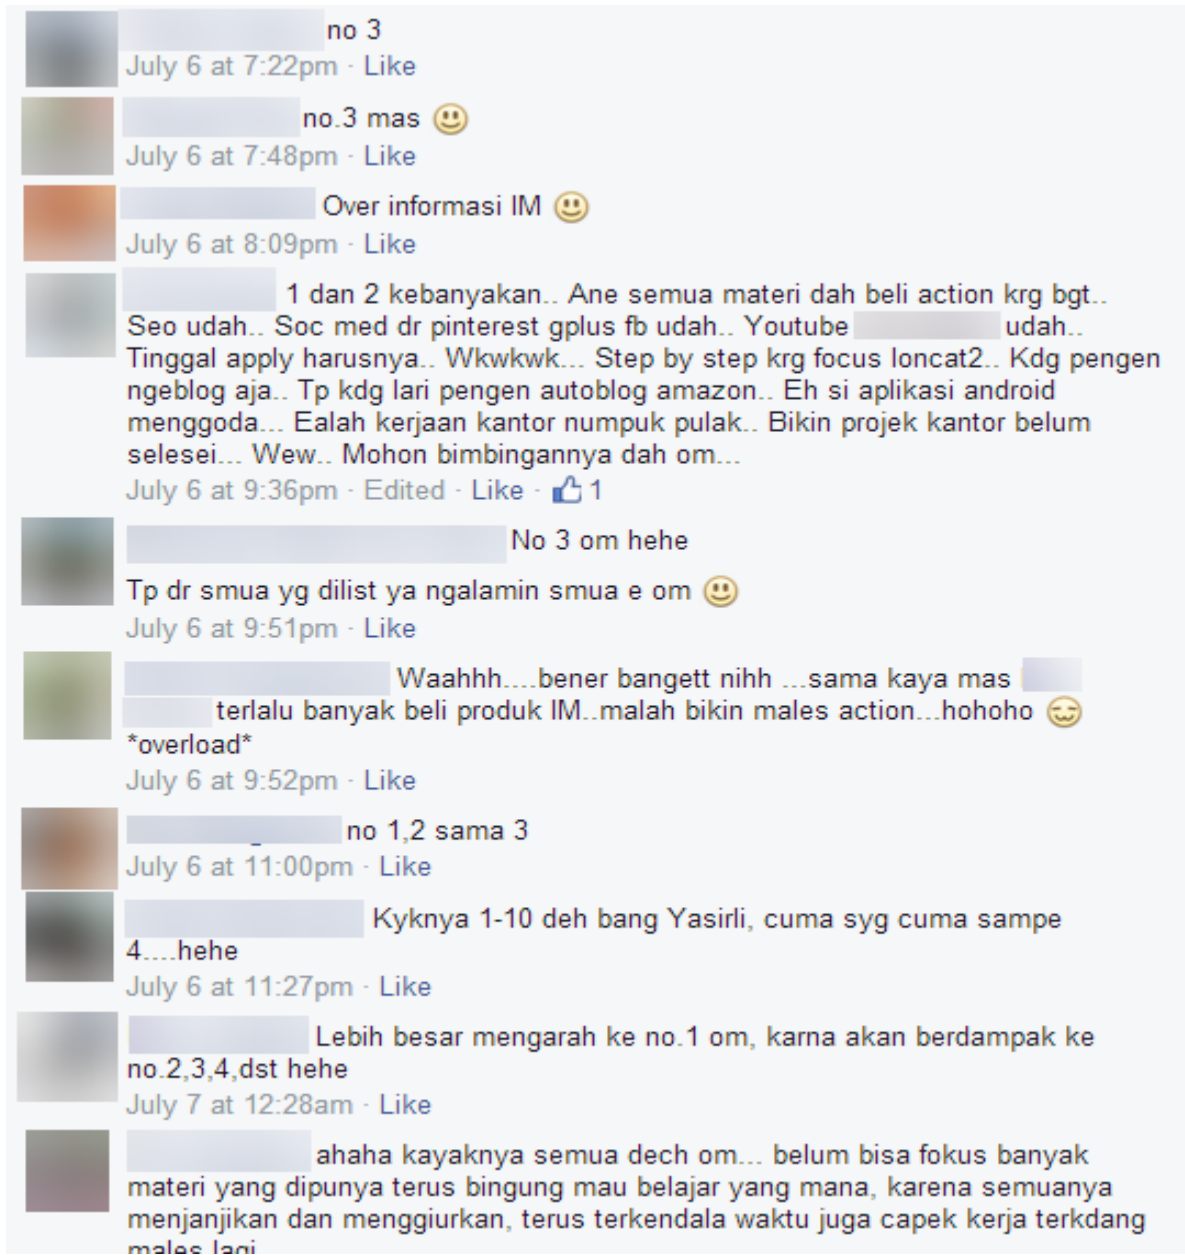 no 3
July 6 at 7:22pm · Like
no.3 mas
July 6 at 7:48pm · Like
Over informasi IM
July 6 at 8:09pm · Like
1 dan 2 kebanyakan.. Ane semua materi dah beli action krg bgt..
Seo udah.. Soc med dr pinterest gplus fb udah.. Youtube udah..
Tinggal apply harusnya.. Wkwkwk... Step by step krg focus loncat2.. Kdg pengen
ngeblog aja.. Tp kdg lari pengen autoblog amazon.. Eh si aplikasi android
menggoda... Ealah kerjaan kantor numpuk pulak.. Bikin projek kantor belum
selesei... Wew.. Mohon bimbingannya dah om...
July 6 at 9:36pm · Edited · Like · 1
No 3 om hehe
Tp dr smua yg dilist ya ngalamin smua e om
July 6 at 9:51pm · Like
Waahhh....bener bangett nihh ...sama kaya mas
terlalu banyak beli produk IM..malah bikin males action...hohoho
*overload*
July 6 at 9:52pm · Like
no 1,2 sama 3
July 6 at 11:00pm · Like
Kyknya 1-10 deh bang Yasirli, cuma syg cuma sampe
4....hehe
July 6 at 11:27pm · Like
Lebih besar mengarah ke no.1 om, karna akan berdampak ke
no.2,3,4,dst hehe
July 7 at 12:28am · Like
ahaha kayaknya semua dech om... belum bisa fokus banyak
materi yang dipunya terus bingung mau belajar yang mana, karena semuanya
menjanjikan dan menggiurkan, terus terkendala waktu juga capek kerja terkdang
males lagi